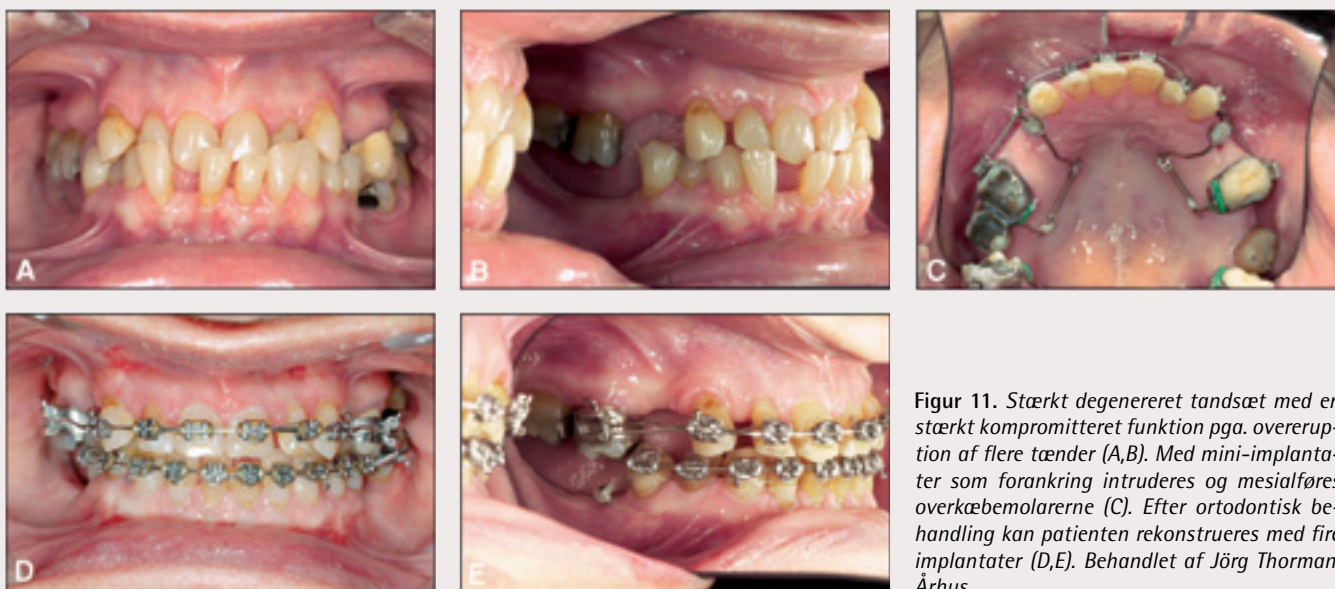 A
B
C
D
E
Figur 11. Stærkt degenereret tandsæt med en
stærkt kompromitteret funktion pga. overerup-
tion af flere tænder (A,B). Med mini-implanta-
ter som forankring intruderes og mesialføres
overkæbemolarerne (C). Efter ortodontisk be-
handling kan patienten rekonstrueres med fire
implantater (D,E). Behandlet af Jörg Thorman
Århus